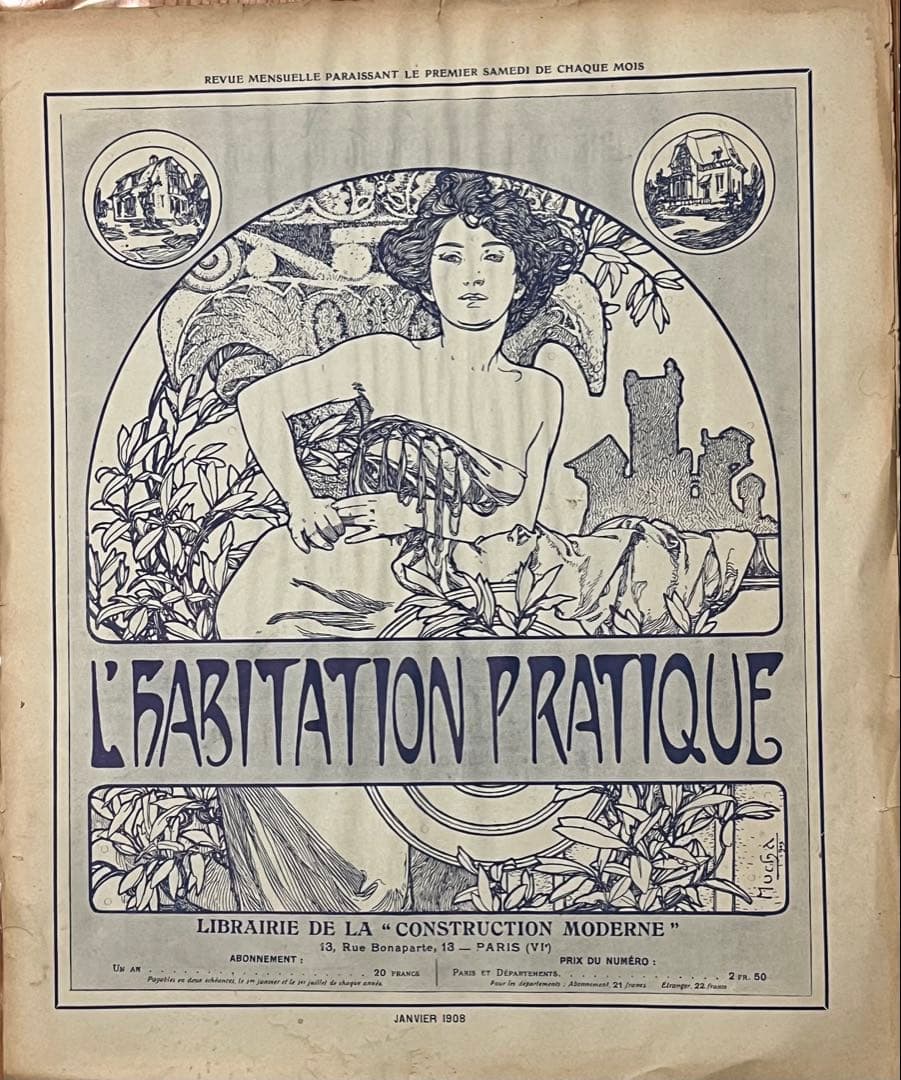 REVUE MENSUELLE PARAISSANT LE PREMIER SAMEDI DE CHAQUE MOIS
L'HABITATION PRATIQUE
Mucha
LIBRAIRIE DE LA “ CONSTRUCTION MODERNE ”
13, Rue Bonaparte, 13 — PARIS (VIe)
ABONNEMENT :
UN AN . . . . . . . . . . . . . . . . . . . . 20 FRANCS
Payables en deux échéances, le 1er janvier et le 1er juillet de chaque année.
PRIX DU NUMÉRO :
PARIS ET DÉPARTEMENTS. . . . . . . . . . . . . . 2 FR. 50
Pour les départements : Abonnement, 21 francs Etranger, 22 francs
JANVIER 1908